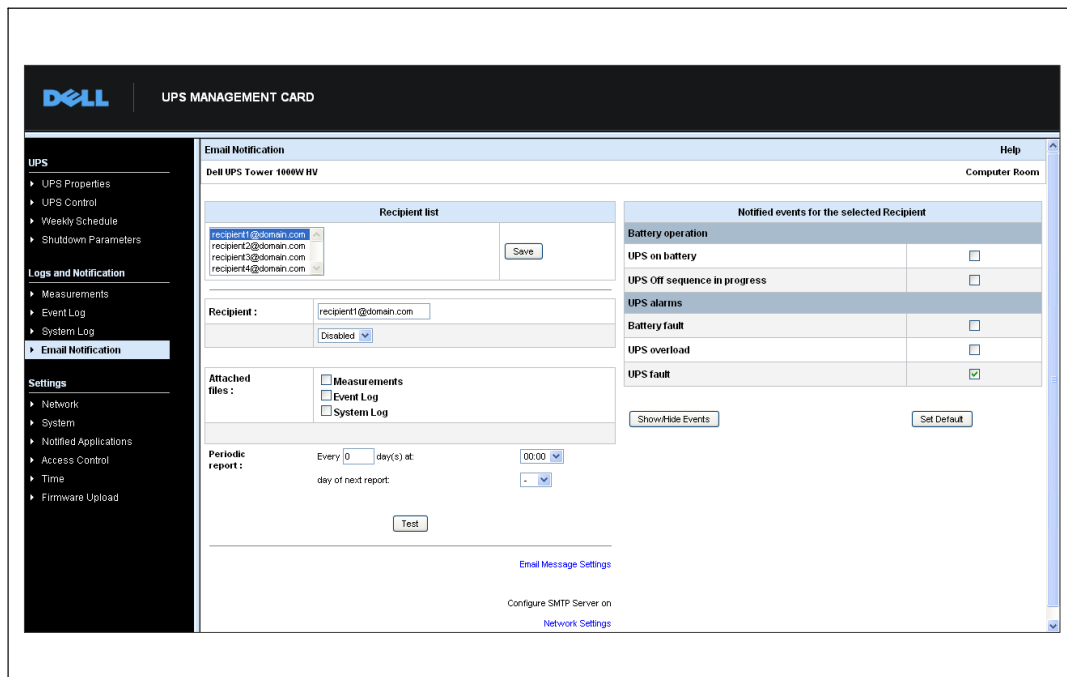 DELL
UPS MANAGEMENT CARD
UPS
UPS Properties
UPS Control
Weekly Schedule
Shutdown Parameters
Logs and Notification
Measurements
Event Log
System Log
Email Notification
Settings
Network
System
Notified Applications
Access Control
Time
Firmware Upload
Email Notification Help
Dell UPS Tower 1000W HV Computer Room
Recipient list
recipient1@domain.com
recipient2@domain.com
recipient3@domain.com
recipient4@domain.com
Save
Recipient : recipient1@domain.com
Disabled
Attached files :
Measurements
Event Log
System Log
Periodic report :
Every 0 day(s) at: 00:00
day of next report: -
Test
Email Message Settings
Configure SMTP Server on
Network Settings
Notified events for the selected Recipient
Battery operation
UPS on battery
UPS Off sequence in progress
UPS alarms
Battery fault
UPS overload
UPS fault
Show/Hide Events Set Default